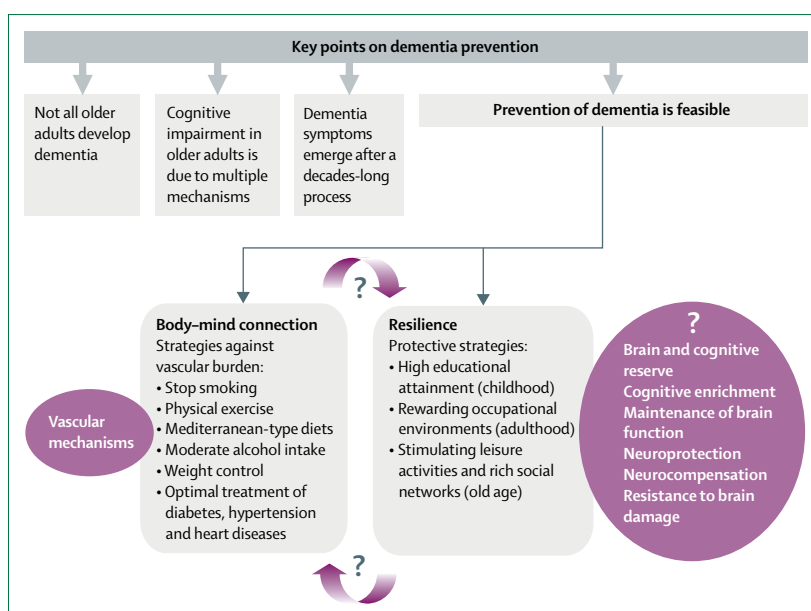 Key points on dementia prevention
Not all older
adults develop
dementia
Cognitive
impairment in
older adults is
due to multiple
mechanisms
Dementia
symptoms
emerge after a
decades-long
process
Prevention of dementia is feasible
?
Body–mind connection
Strategies against
vascular burden:
• Stop smoking
• Physical exercise
• Mediterranean-type diets
• Moderate alcohol intake
• Weight control
• Optimal treatment of
diabetes, hypertension
and heart diseases
Vascular
mechanisms
Resilience
Protective strategies:
• High educational
attainment (childhood)
• Rewarding occupational
environments (adulthood)
• Stimulating leisure
activities and rich social
networks (old age)
?
Brain and cognitive
reserve
Cognitive enrichment
Maintenance of brain
function
Neuroprotection
Neurocompensation
Resistance to brain
damage
?